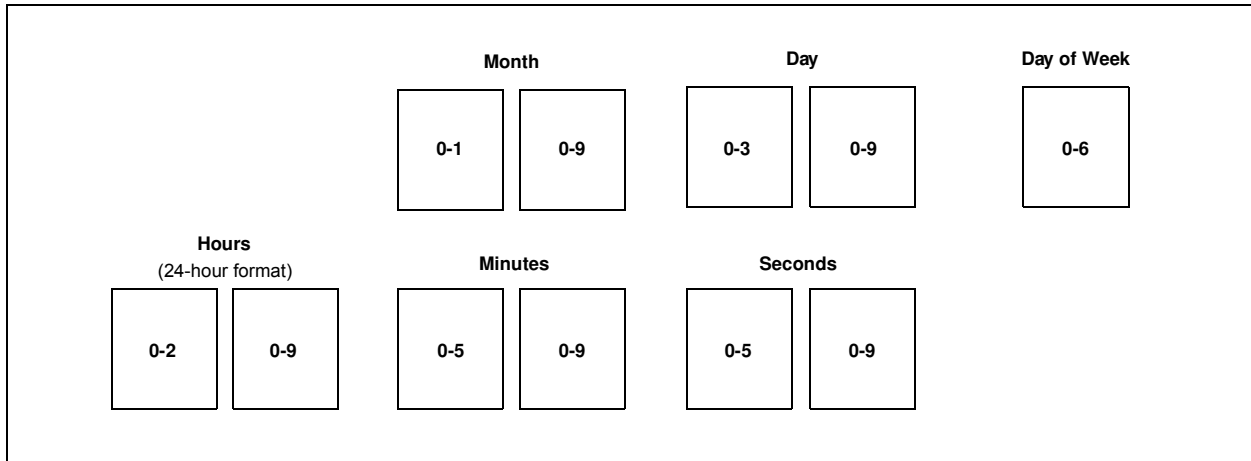 Month Day Day of Week
0-1 0-9 0-3 0-9 0-6
Hours
(24-hour format) Minutes Seconds
0-2 0-9 0-5 0-9 0-5 0-9